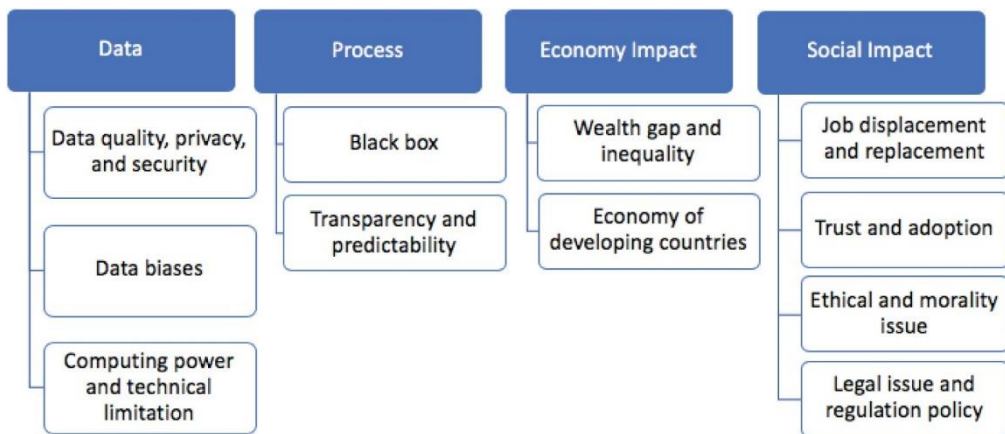 Data
Data quality, privacy,
and security
Data biases
Computing power
and technical
limitation
Process
Black box
Transparency and
predictability
Economy Impact
Wealth gap and
inequality
Economy of
developing countries
Social Impact
Job displacement
and replacement
Trust and adoption
Ethical and morality
issue
Legal issue and
regulation policy